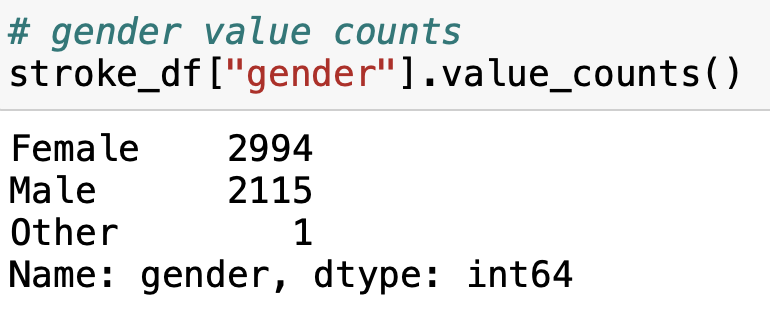 # gender value counts
stroke_df["gender"].value_counts()
Female    2994
Male      2115
Other        1
Name: gender, dtype: int64